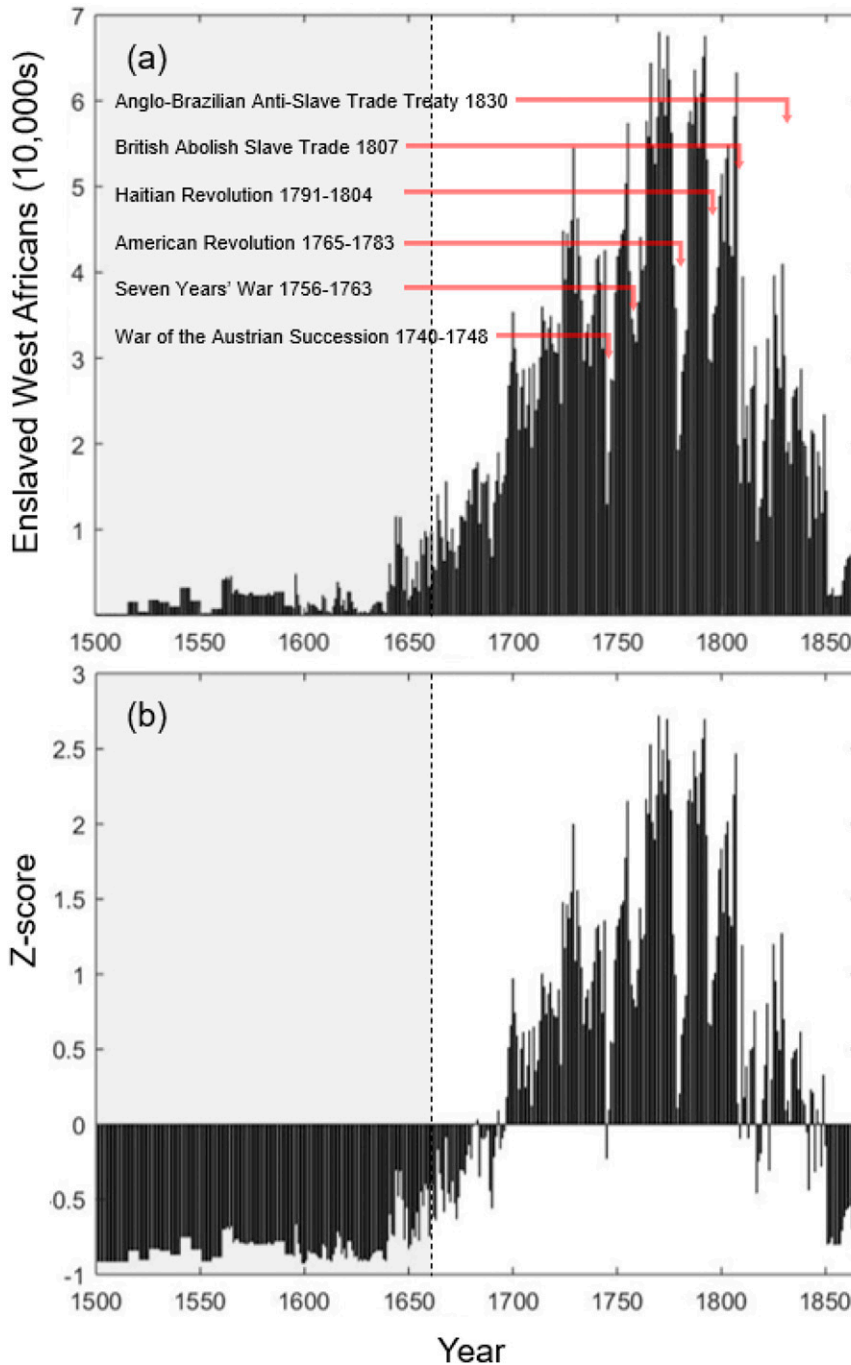 7
(a)
6
Anglo-Brazilian Anti-Slave Trade Treaty 1830
British Abolish Slave Trade 1807
5
Haitian Revolution 1791-1804
American Revolution 1765-1783
4
Seven Years' War 1756-1763
War of the Austrian Succession 1740-1748
3
2
1
Enslaved West Africans (10,000s)
1500 1550 1600 1650 1700 1750 1800 1850
3
(b)
2.5
2
1.5
1
0.5
0
-0.5
-1
Z-score
1500 1550 1600 1650 1700 1750 1800 1850
Year